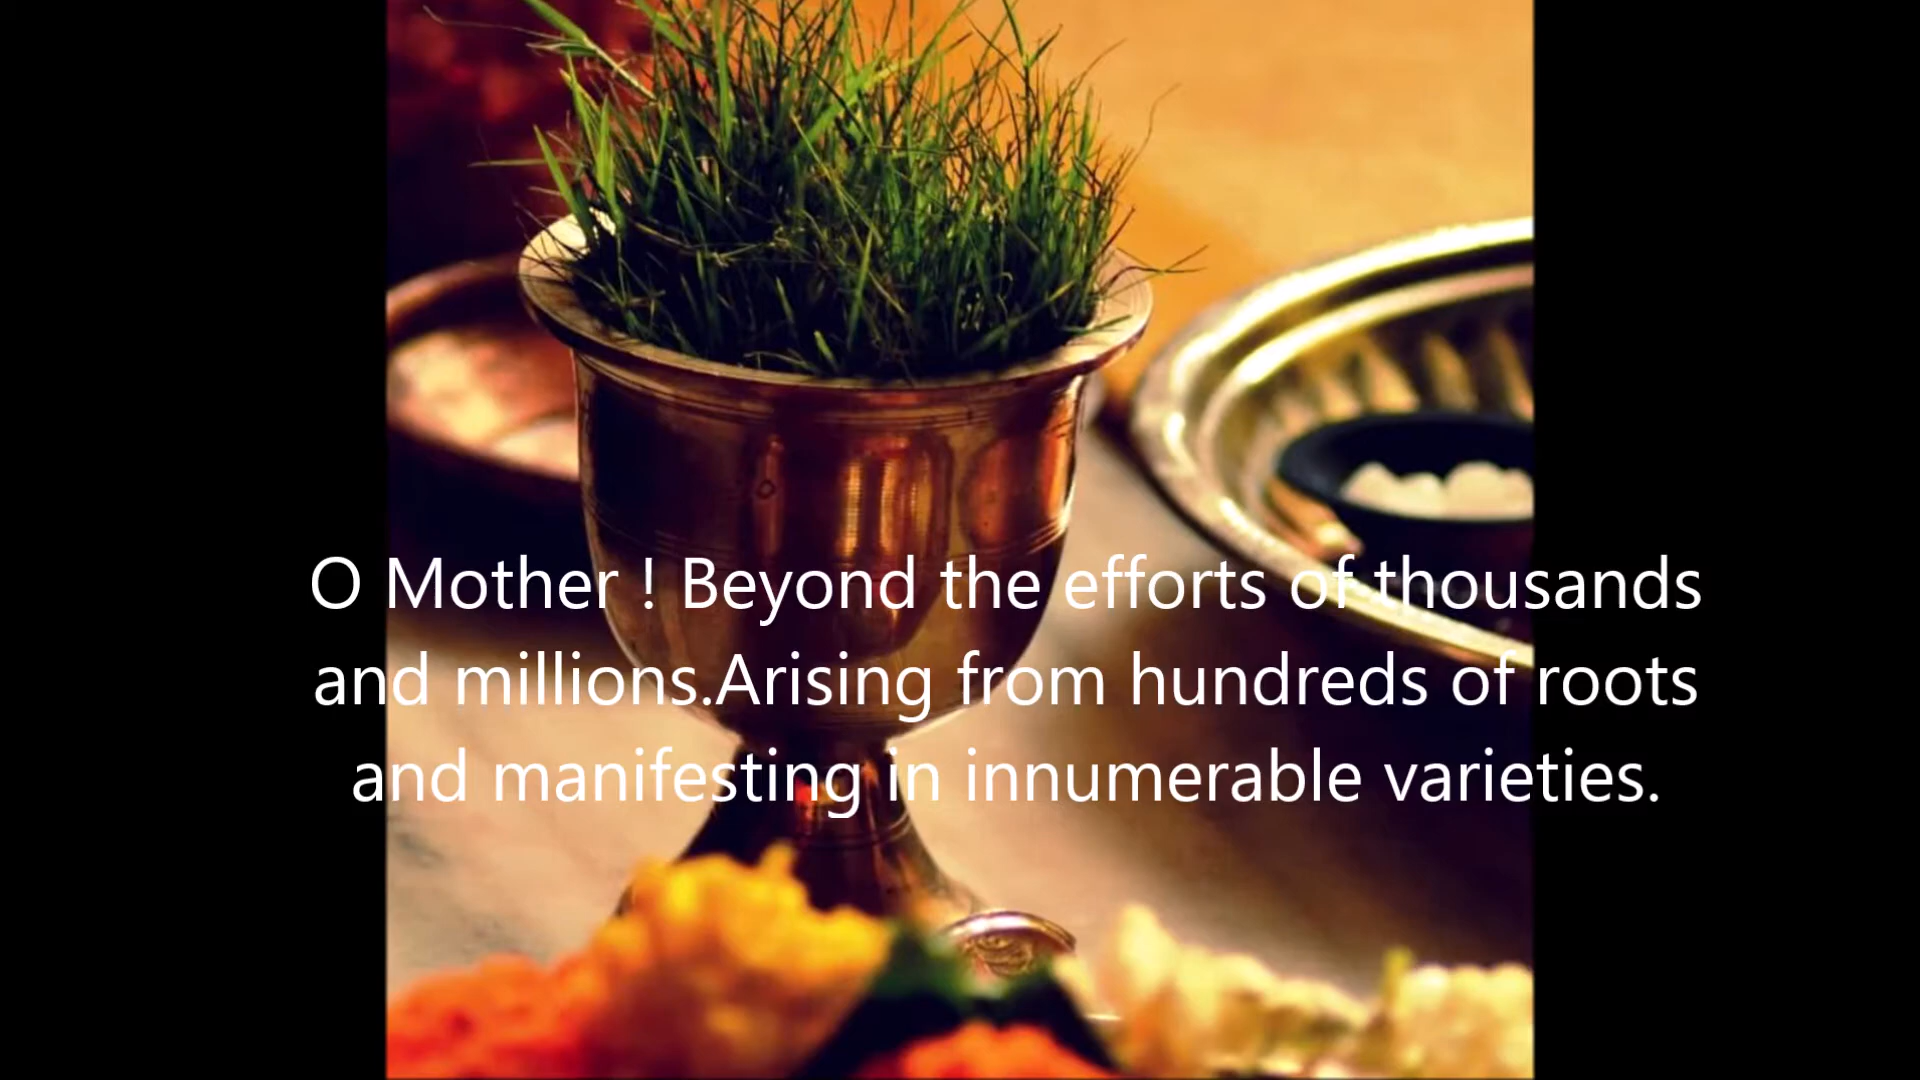 O Mother ! Beyond the efforts of thousands
and millions.Arising from hundreds of roots
and manifesting in innumerable varieties.